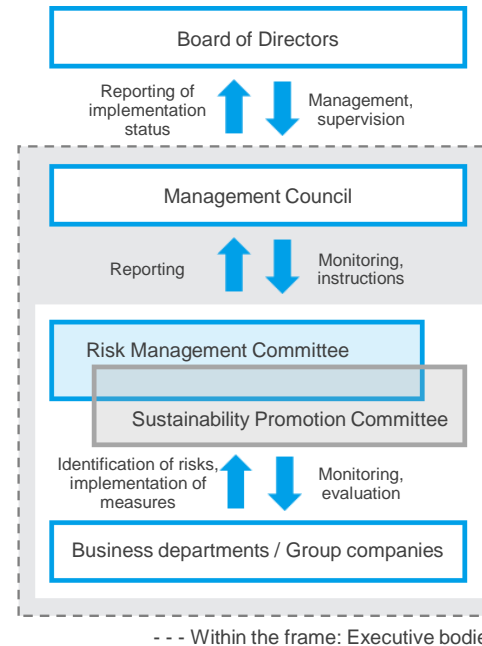 Board of Directors
Reporting of
implementation
status
Management,
supervision
Management Council
Reporting
Monitoring,
instructions
Risk Management Committee
Sustainability Promotion Committee
Identification of risks,
implementation of
measures
Monitoring,
evaluation
Business departments / Group companies
- - - Within the frame: Executive